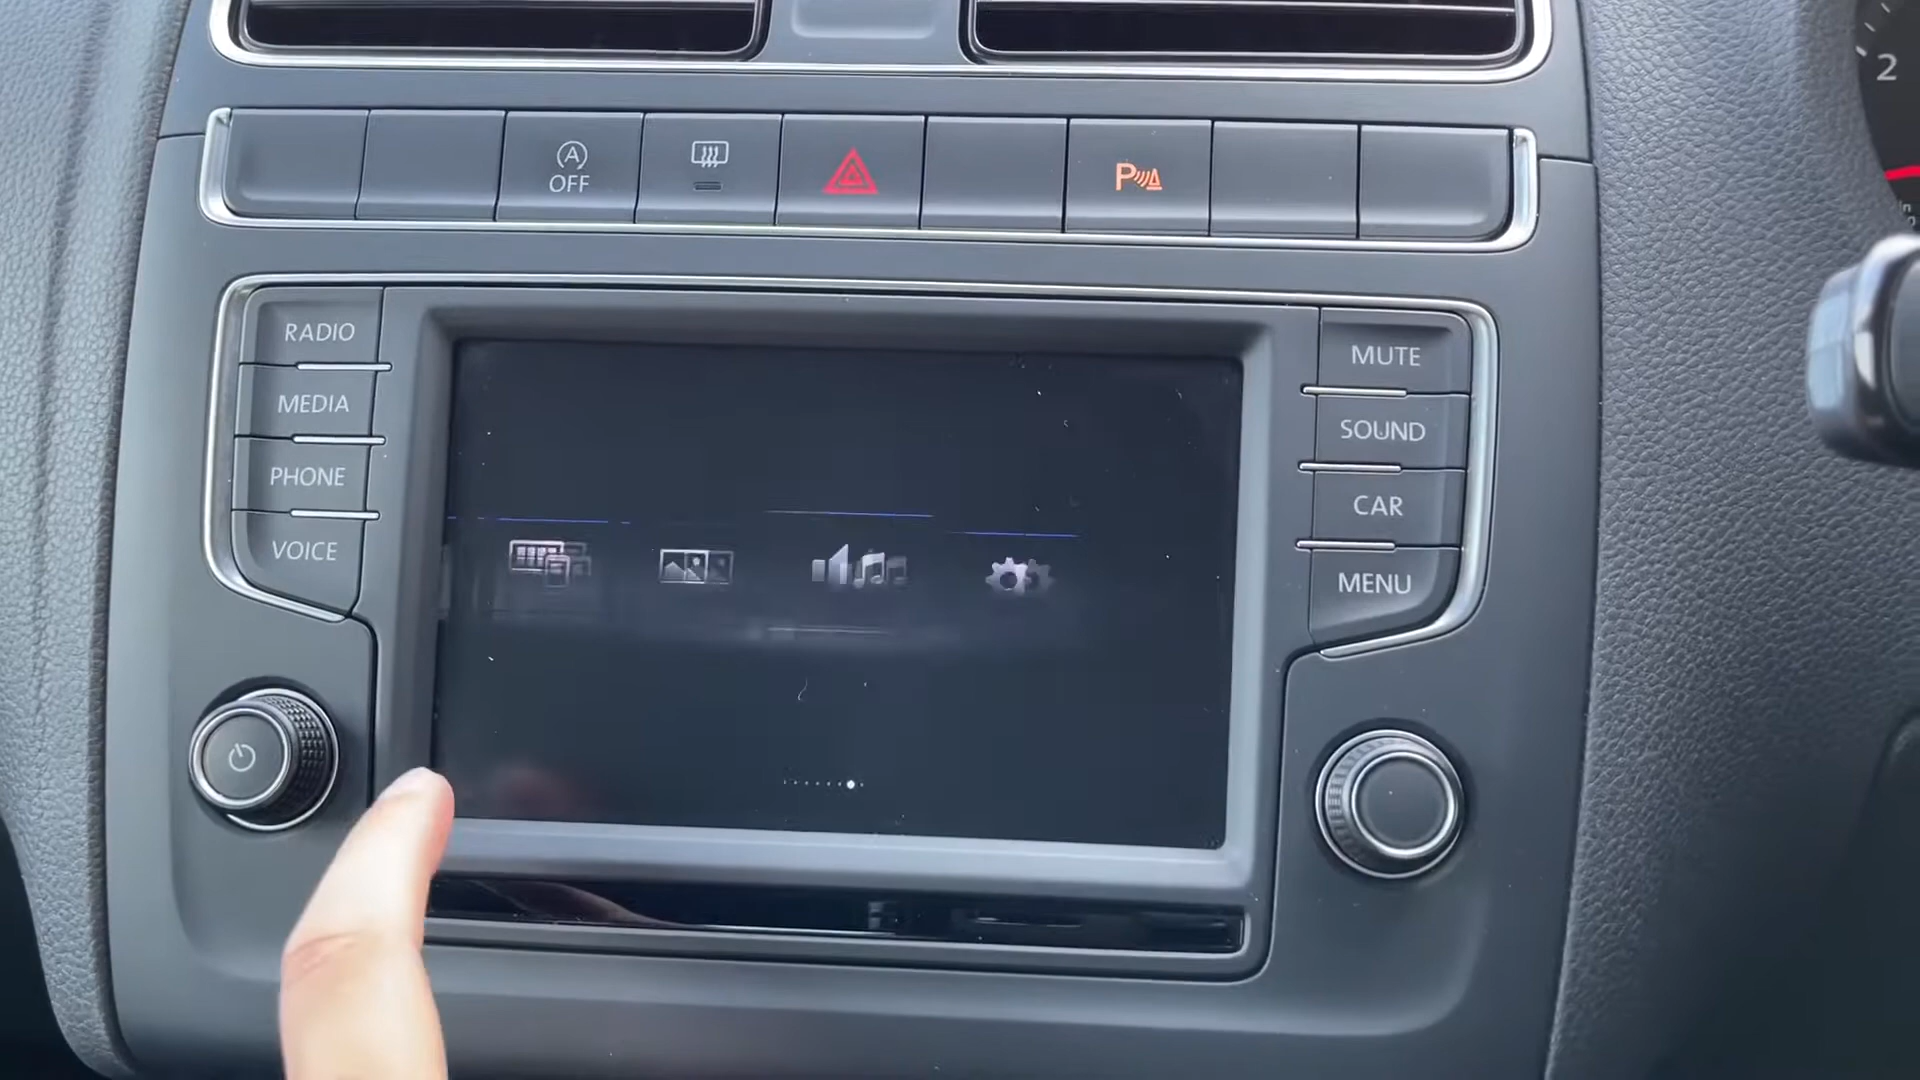 2
A
OFF
P
RADIO
MEDIA
PHONE
VOICE
MUTE
SOUND
CAR
MENU